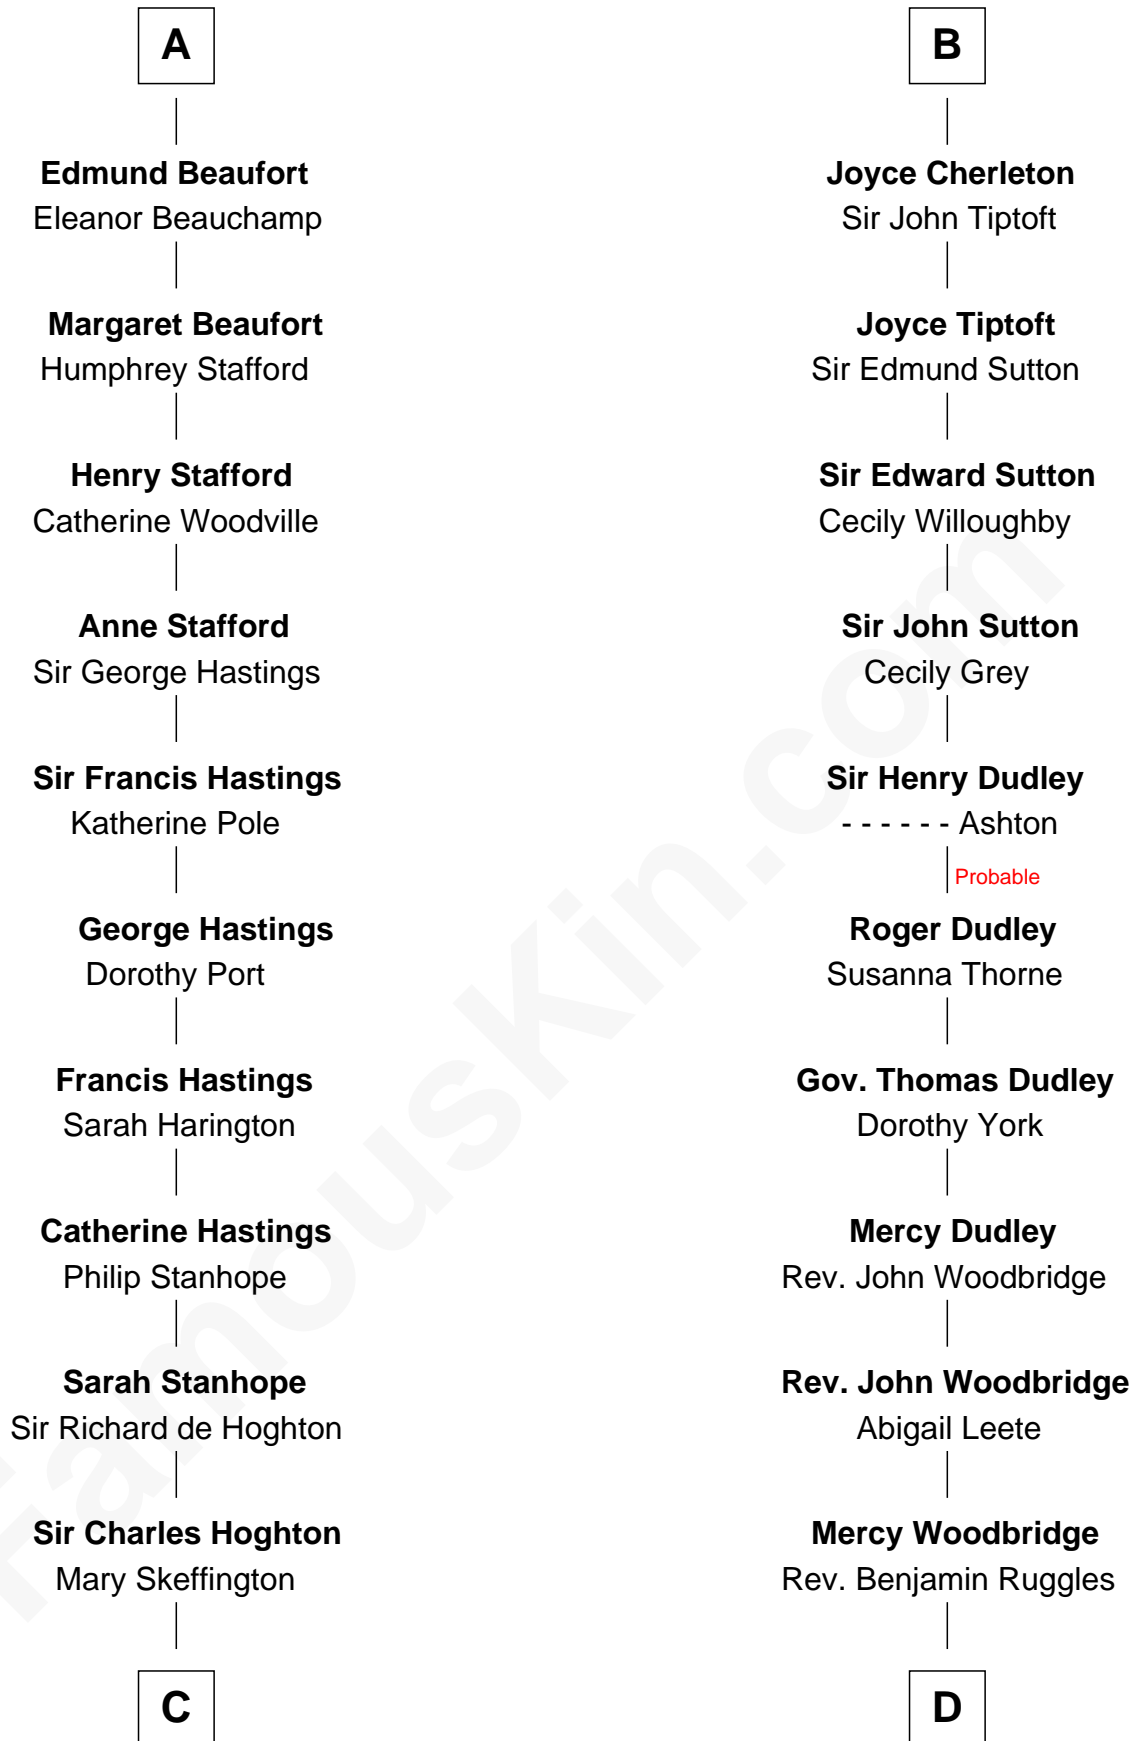 A
Edmund Beaufort
Eleanor Beauchamp
Margaret Beaufort
Humphrey Stafford
Henry Stafford
Catherine Woodville
Anne Stafford
Sir George Hastings
Sir Francis Hastings
Katherine Pole
George Hastings
Dorothy Port
Francis Hastings
Sarah Harington
Catherine Hastings
Philip Stanhope
Sarah Stanhope
Sir Richard de Hoghton
Sir Charles Hoghton
Mary Skeffington
C
B
Joyce Cherleton
Sir John Tiptoft
Joyce Tiptoft
Sir Edmund Sutton
Sir Edward Sutton
Cecily Willoughby
Sir John Sutton
Cecily Grey
Sir Henry Dudley
- - - - - - Ashton
Probable
Roger Dudley
Susanna Thorne
Gov. Thomas Dudley
Dorothy York
Mercy Dudley
Rev. John Woodbridge
Rev. John Woodbridge
Abigail Leete
Mercy Woodbridge
Rev. Benjamin Ruggles
D
FamousKin.com